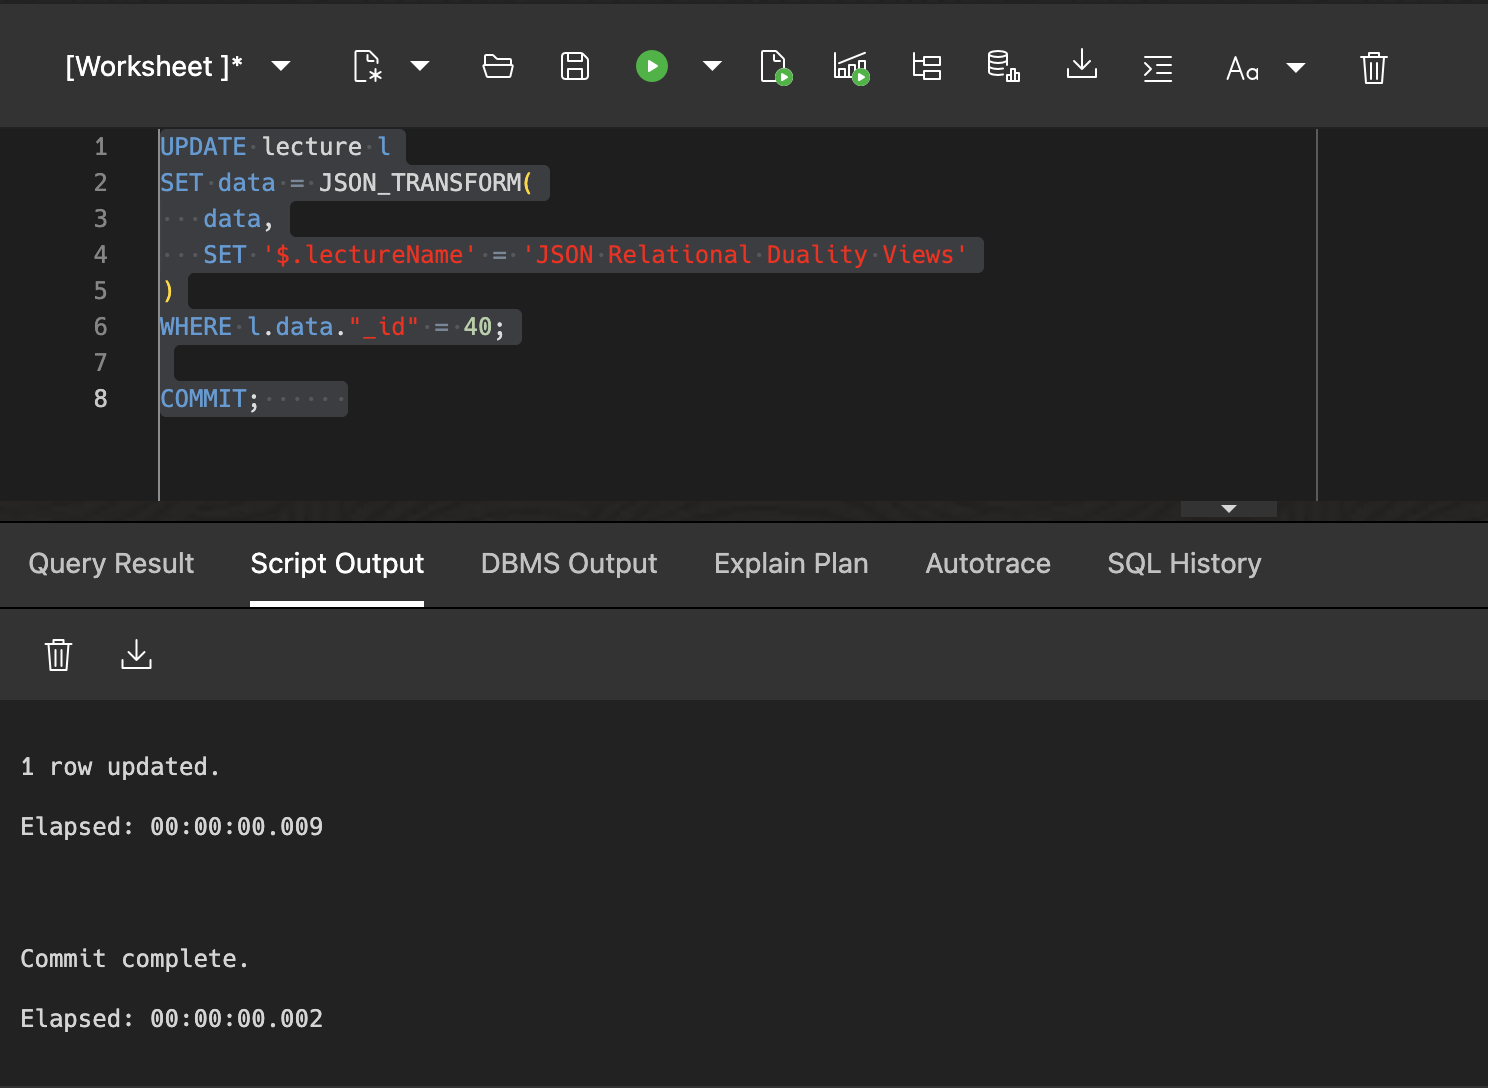 [Worksheet ]*
Aa
1 UPDATE lecture l
2 SET data = JSON_TRANSFORM(
3    data,
4    SET '$.lectureName' = 'JSON Relational Duality Views'
5 )
6 WHERE l.data."_id" = 40;
7
8 COMMIT;
Query Result Script Output DBMS Output Explain Plan Autotrace SQL History
1 row updated.
Elapsed: 00:00:00.009
Commit complete.
Elapsed: 00:00:00.002